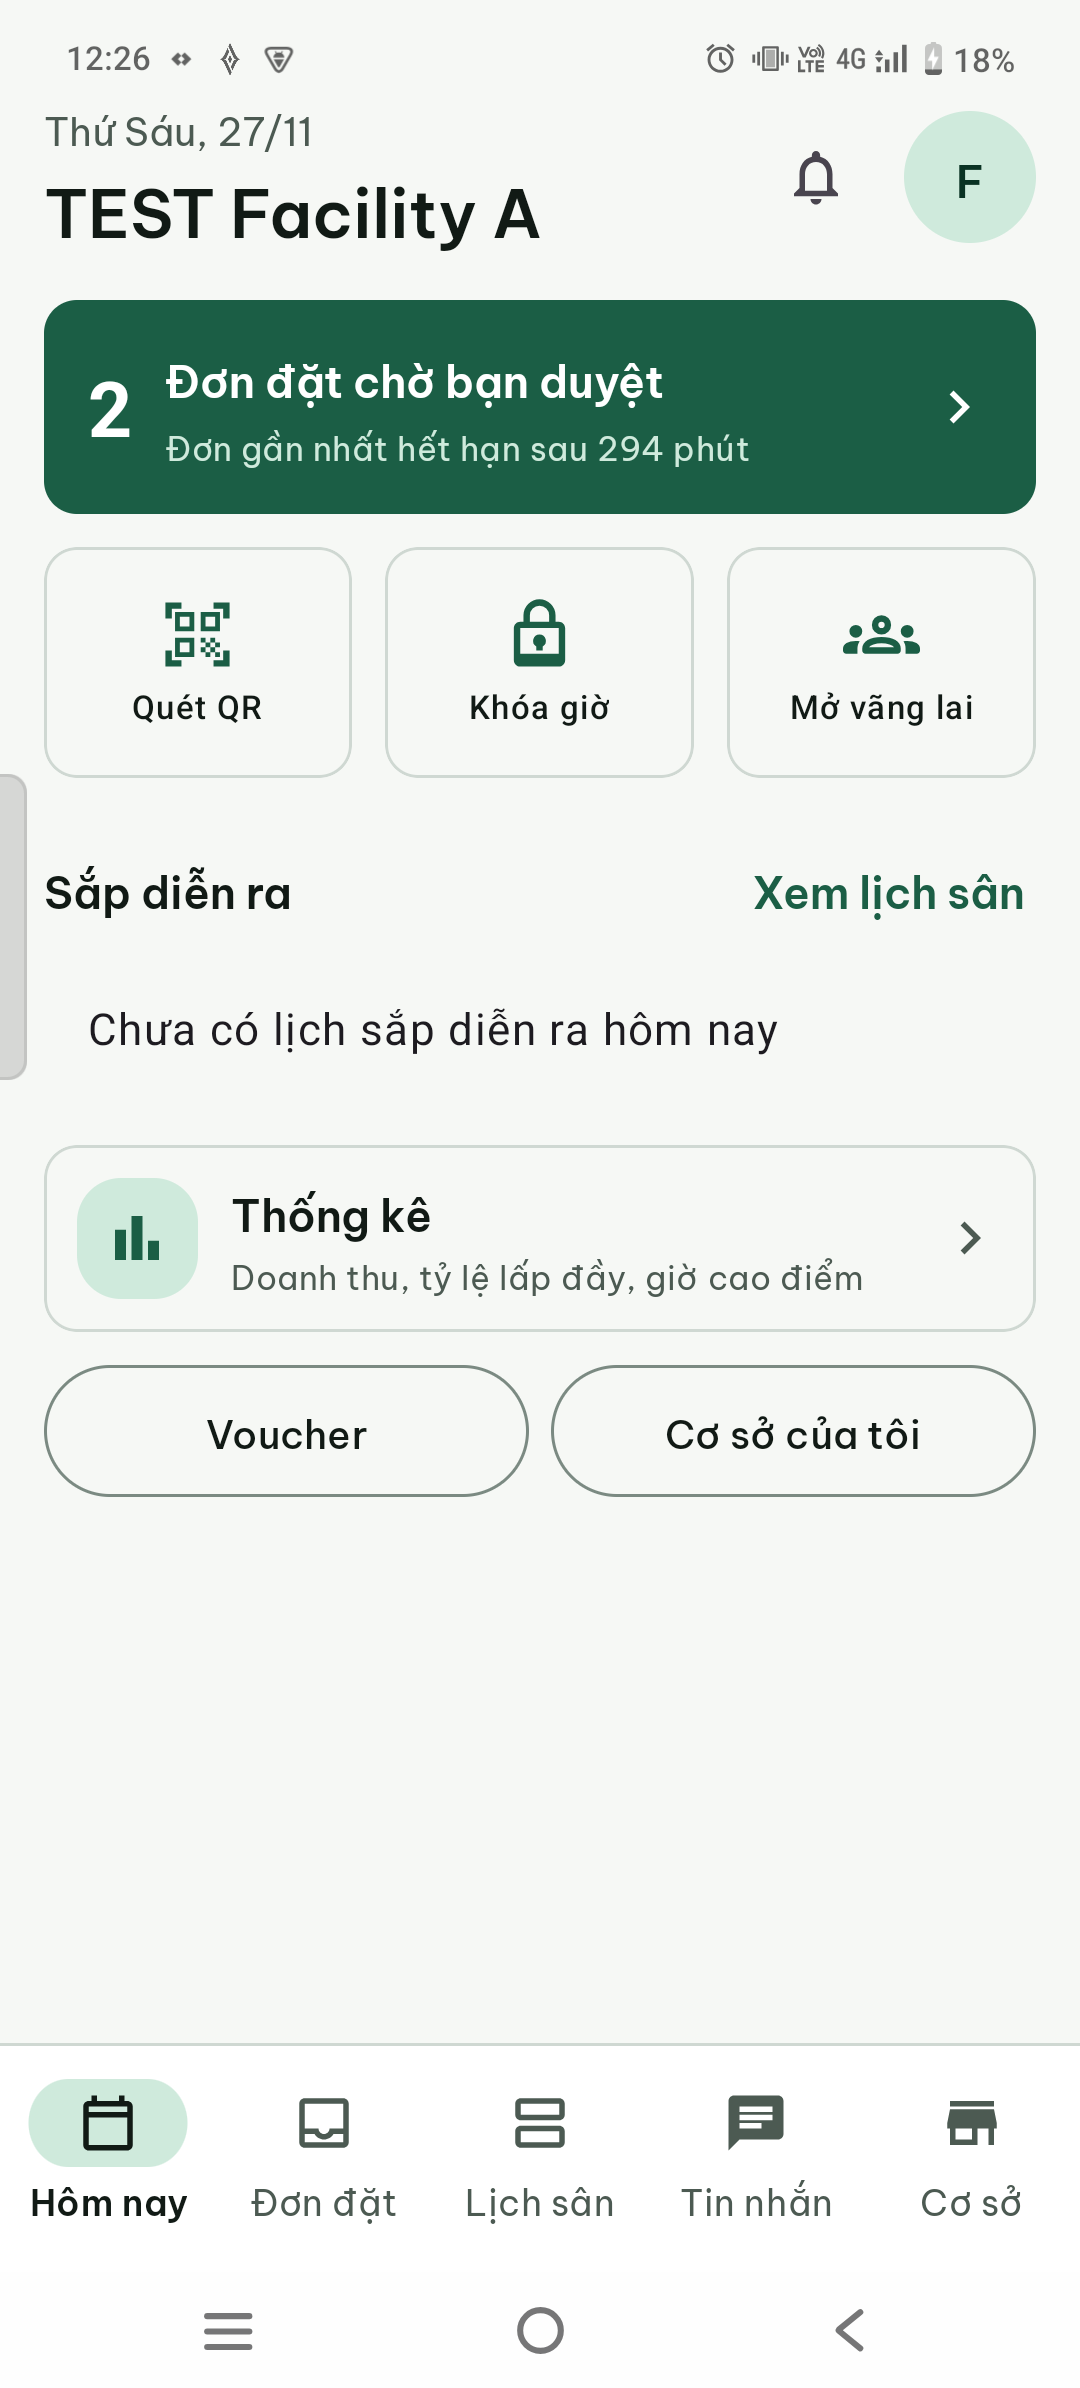 12:26
4G
18%
Thứ Sáu, 27/11
TEST Facility A
F
2
Đơn đặt chờ bạn duyệt
Đơn gần nhất hết hạn sau 294 phút
Quét QR
Khóa giờ
Mở vãng lai
Sắp diễn ra
Xem lịch sân
Chưa có lịch sắp diễn ra hôm nay
Thống kê
Doanh thu, tỷ lệ lấp đầy, giờ cao điểm
Voucher
Cơ sở của tôi
Hôm nay
Đơn đặt
Lịch sân
Tin nhắn
Cơ sở